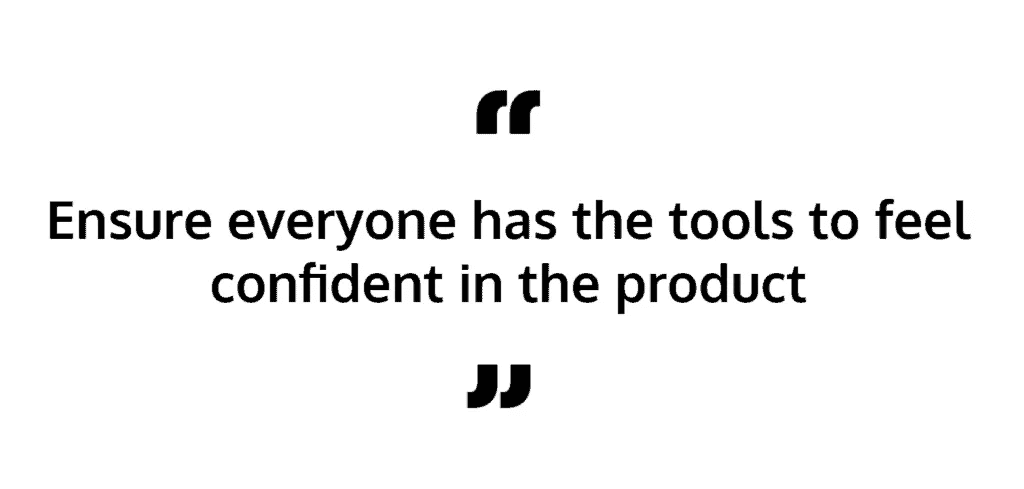 “
Ensure everyone has the tools to feel
confident in the product
”